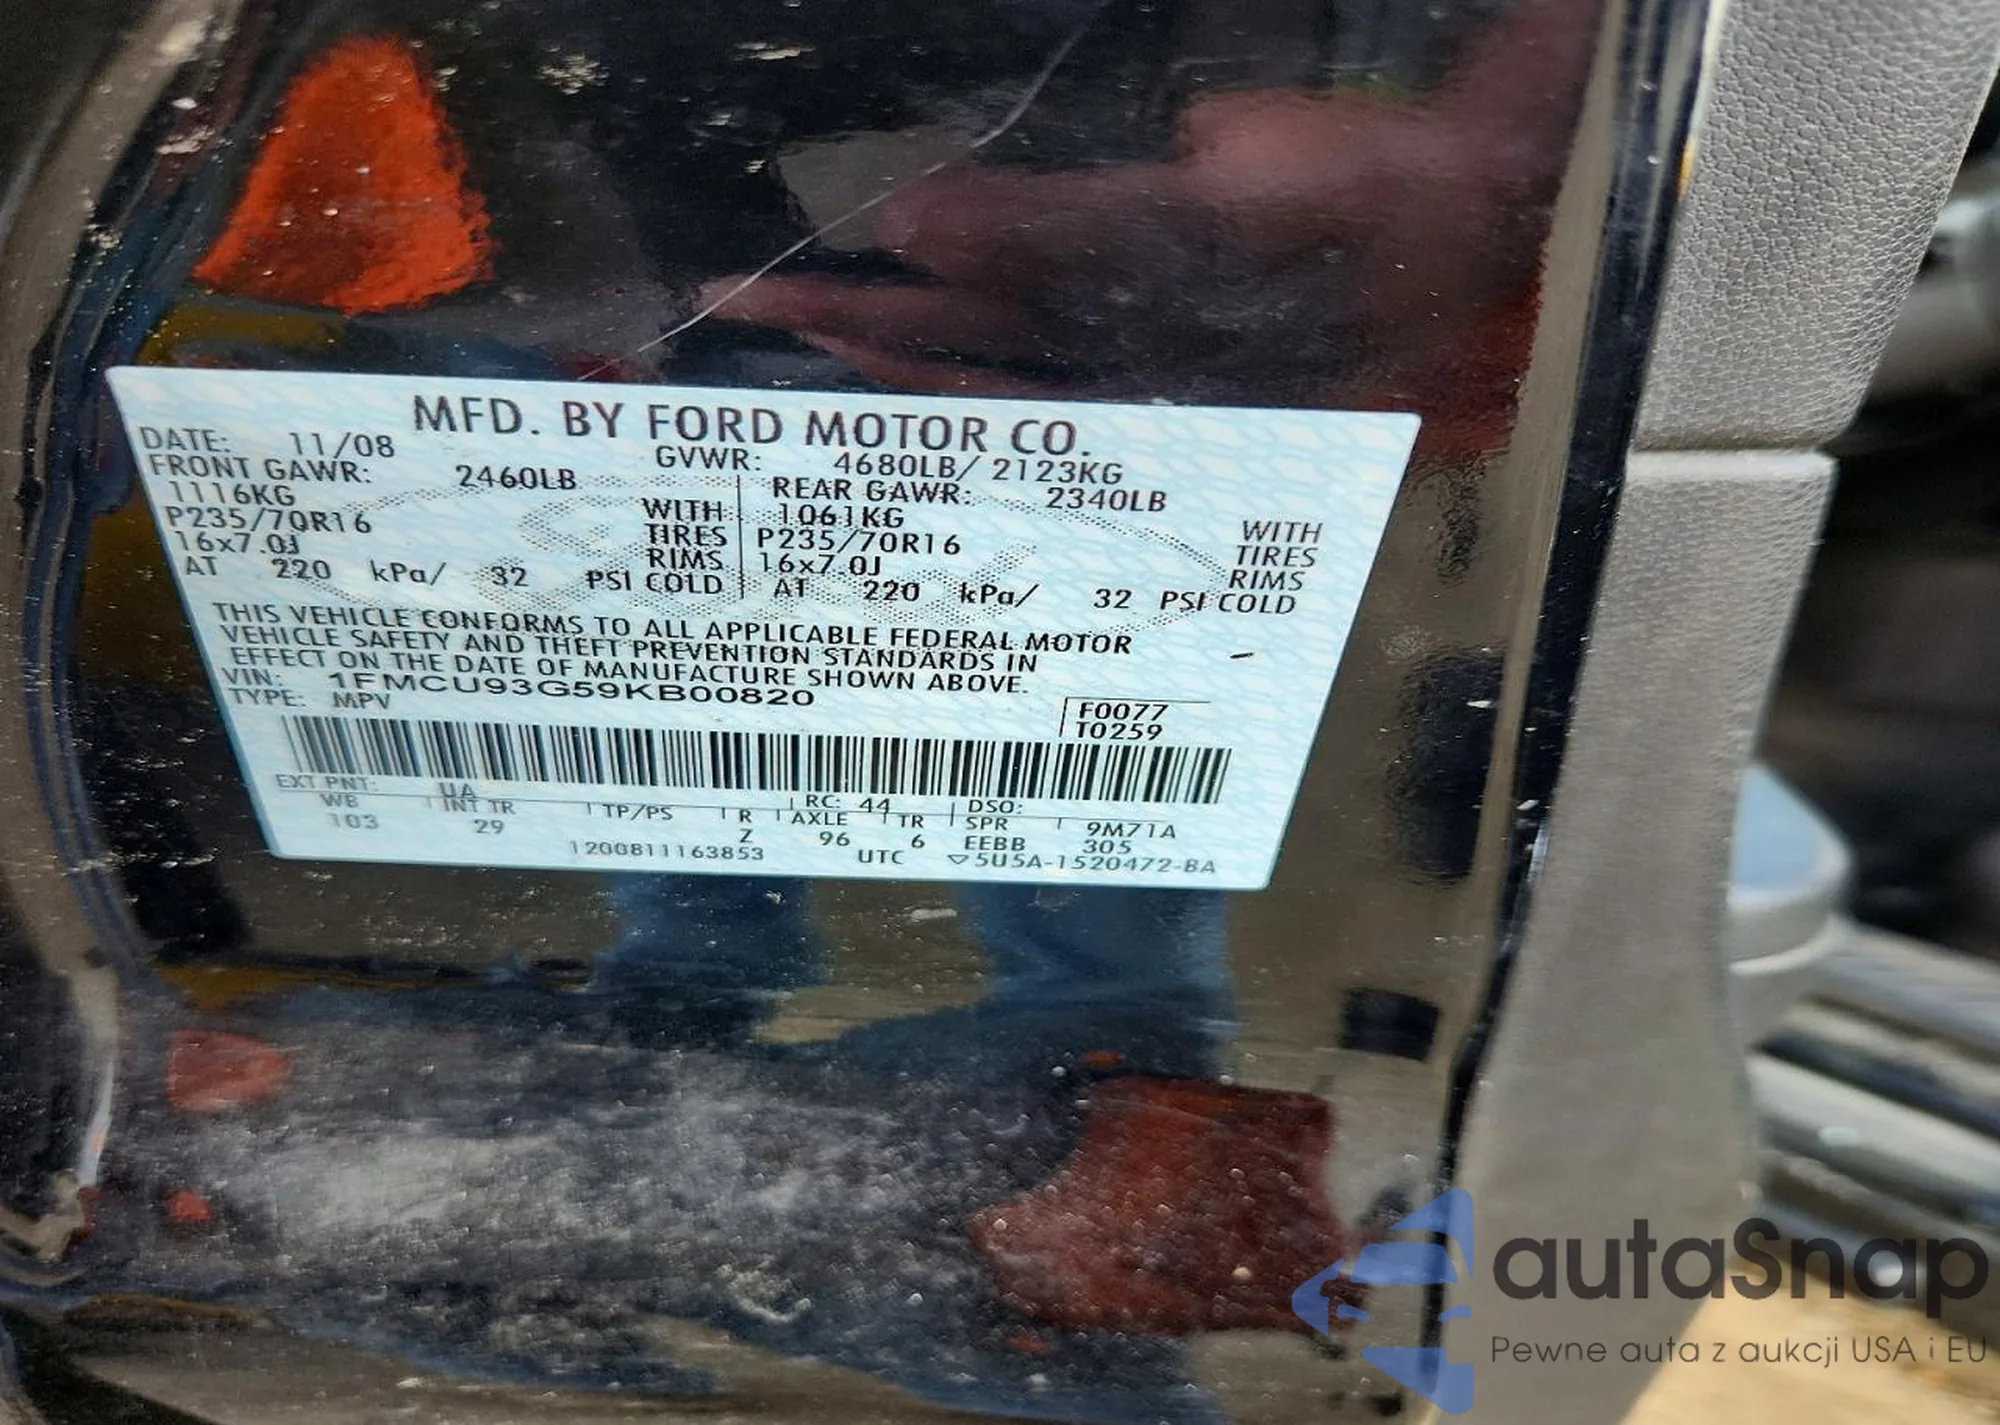 MFD. BY FORD MOTOR CO.
DATE: 11/08 GVWR: 4680LB/ 2123KG
FRONT GAWR: 2460LB REAR GAWR: 2340LB
1116KG WITH 1061KG WITH
P235/70R16 TIRES P235/70R16 TIRES
16x7.0J RIMS 16x7.0J RIMS
AT 220 kPa/ 32 PSI COLD AT 220 kPa/ 32 PSI COLD
THIS VEHICLE CONFORMS TO ALL APPLICABLE FEDERAL MOTOR
VEHICLE SAFETY AND THEFT PREVENTION STANDARDS IN
EFFECT ON THE DATE OF MANUFACTURE SHOWN ABOVE.
VIN: 1FMCU93G59KB00820
TYPE: MPV
F0077
T0259
EXT PNT: UA RC: 44 DSO:
WB INT TR TP/PS R AXLE TR SPR 9M71A
103 29 Z 96 6 EEBB 305
1200811163853 UTC ▽5U5A-1520472-BA
autaSnap
Pewne auta z aukcji USA i EU